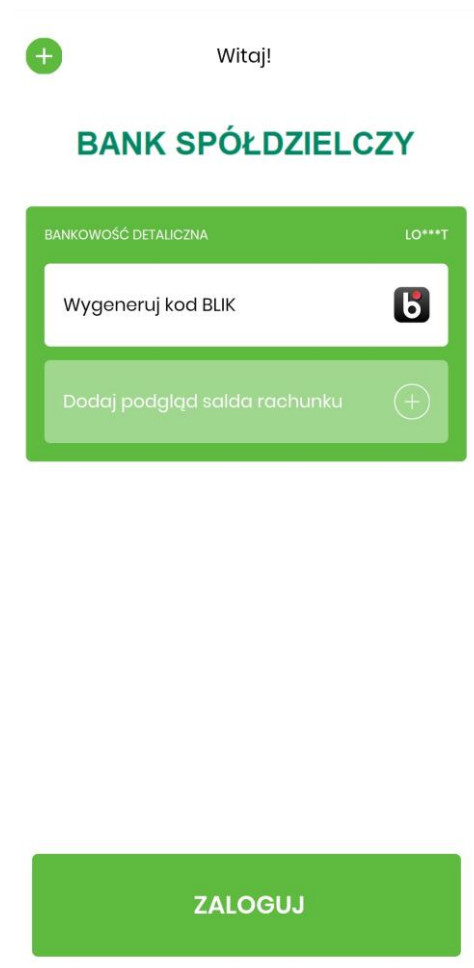 Witaj!
BANK SPÓŁDZIELCZY
BANKOWOŚĆ DETALICZNA LO***T
Wygeneruj kod BLIK
Dodaj podgląd salda rachunku
ZALOGUJ